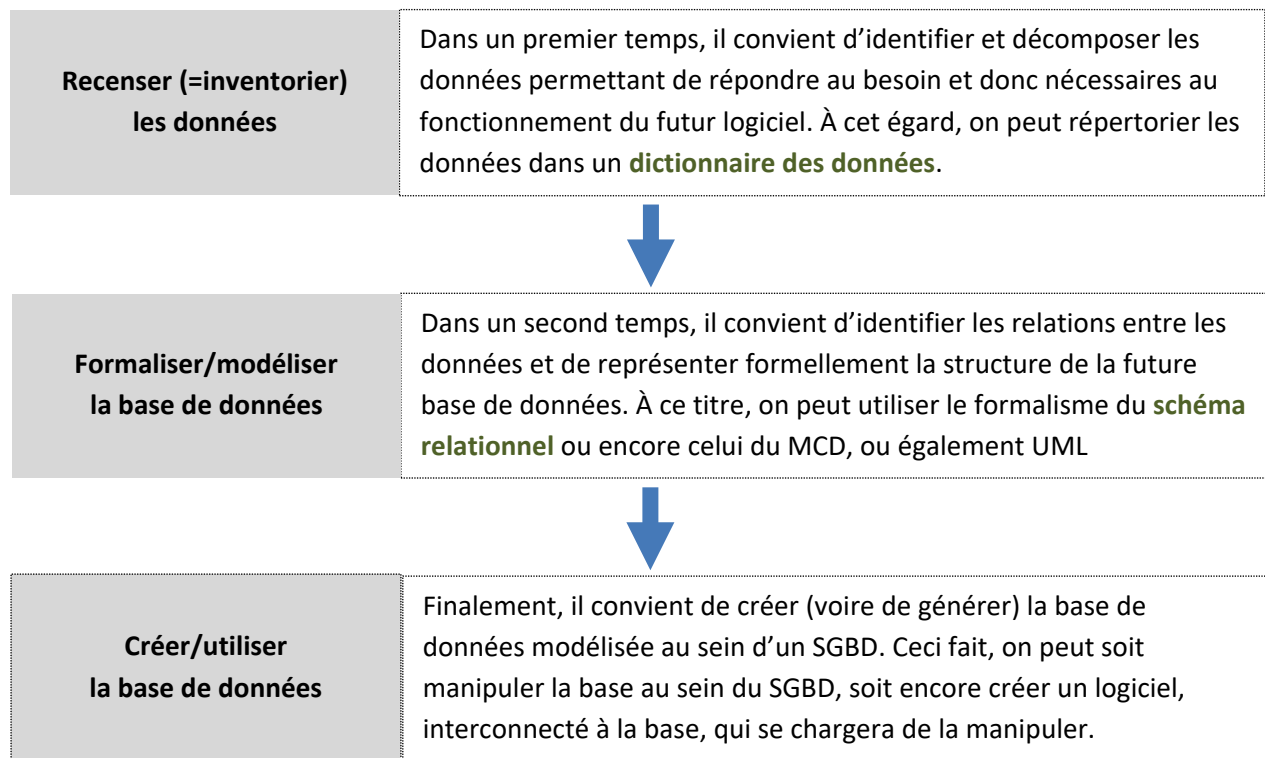 Recenser (=inventorier)
les données
Dans un premier temps, il convient d’identifier et décomposer les
données permettant de répondre au besoin et donc nécessaires au
fonctionnement du futur logiciel. À cet égard, on peut répertorier les
données dans un dictionnaire des données.
Formaliser/modéliser
la base de données
Dans un second temps, il convient d’identifier les relations entre les
données et de représenter formellement la structure de la future
base de données. À ce titre, on peut utiliser le formalisme du schéma
relationnel ou encore celui du MCD, ou également UML
Créer/utiliser
la base de données
Finalement, il convient de créer (voire de générer) la base de
données modélisée au sein d’un SGBD. Ceci fait, on peut soit
manipuler la base au sein du SGBD, soit encore créer un logiciel,
interconnecté à la base, qui se chargera de la manipuler.